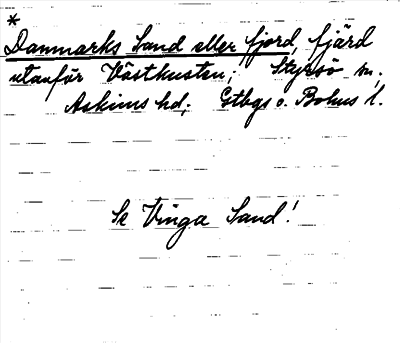 *
Danmarks Sand eller fjord, fjärd
utanför Västkusten; Styrsö sn,
Askims hd; Gtbgs o. Bohus l.
Se Vinga Sand!